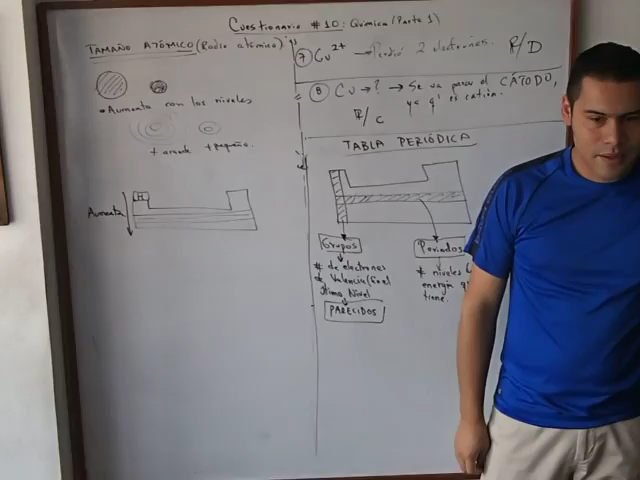 Cuestionario #10: Química (Parte 1)
TAMAÑO ATÓMICO (Radio atómico)
• Aumenta con los niveles
+ grande + pequeño.
Aumenta
7 Cu 2+ → Perdió 2 electrones. R/D
8 Cu → ? → Se va para el CÁTODO,
ya q' es catión.
R/C
TABLA PERIÓDICA
Grupos
# de electrones
Valencia
último Nivel
PARECIDOS
Periodos
# niveles
energía q
tiene.